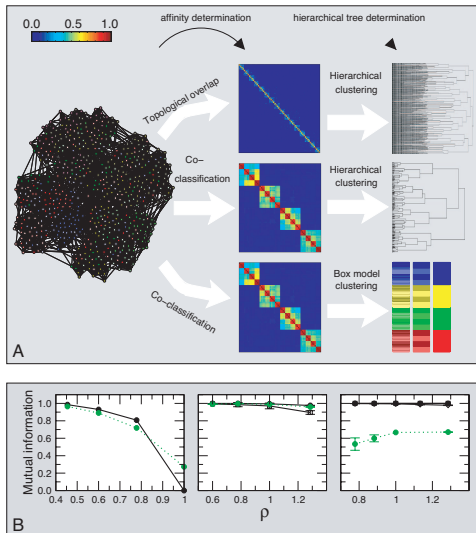 affinity determination
hierarchical tree determination
0.0 0.5 1.0
Topological overlap
Hierarchical
clustering
Co-
classification
Hierarchical
clustering
Co-classification
Box model
clustering
A
Mutual information
1.0
0.8
0.6
0.4
0.2
0.0
0.4 0.5 0.6 0.7 0.8 0.9 1
0.6 0.8 1 1.2
0.8 1 1.2 1.4
ρ
B